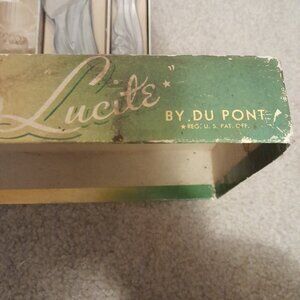 "Lucite"
BY DU PONT
★ REG. U. S. PAT. OFF.